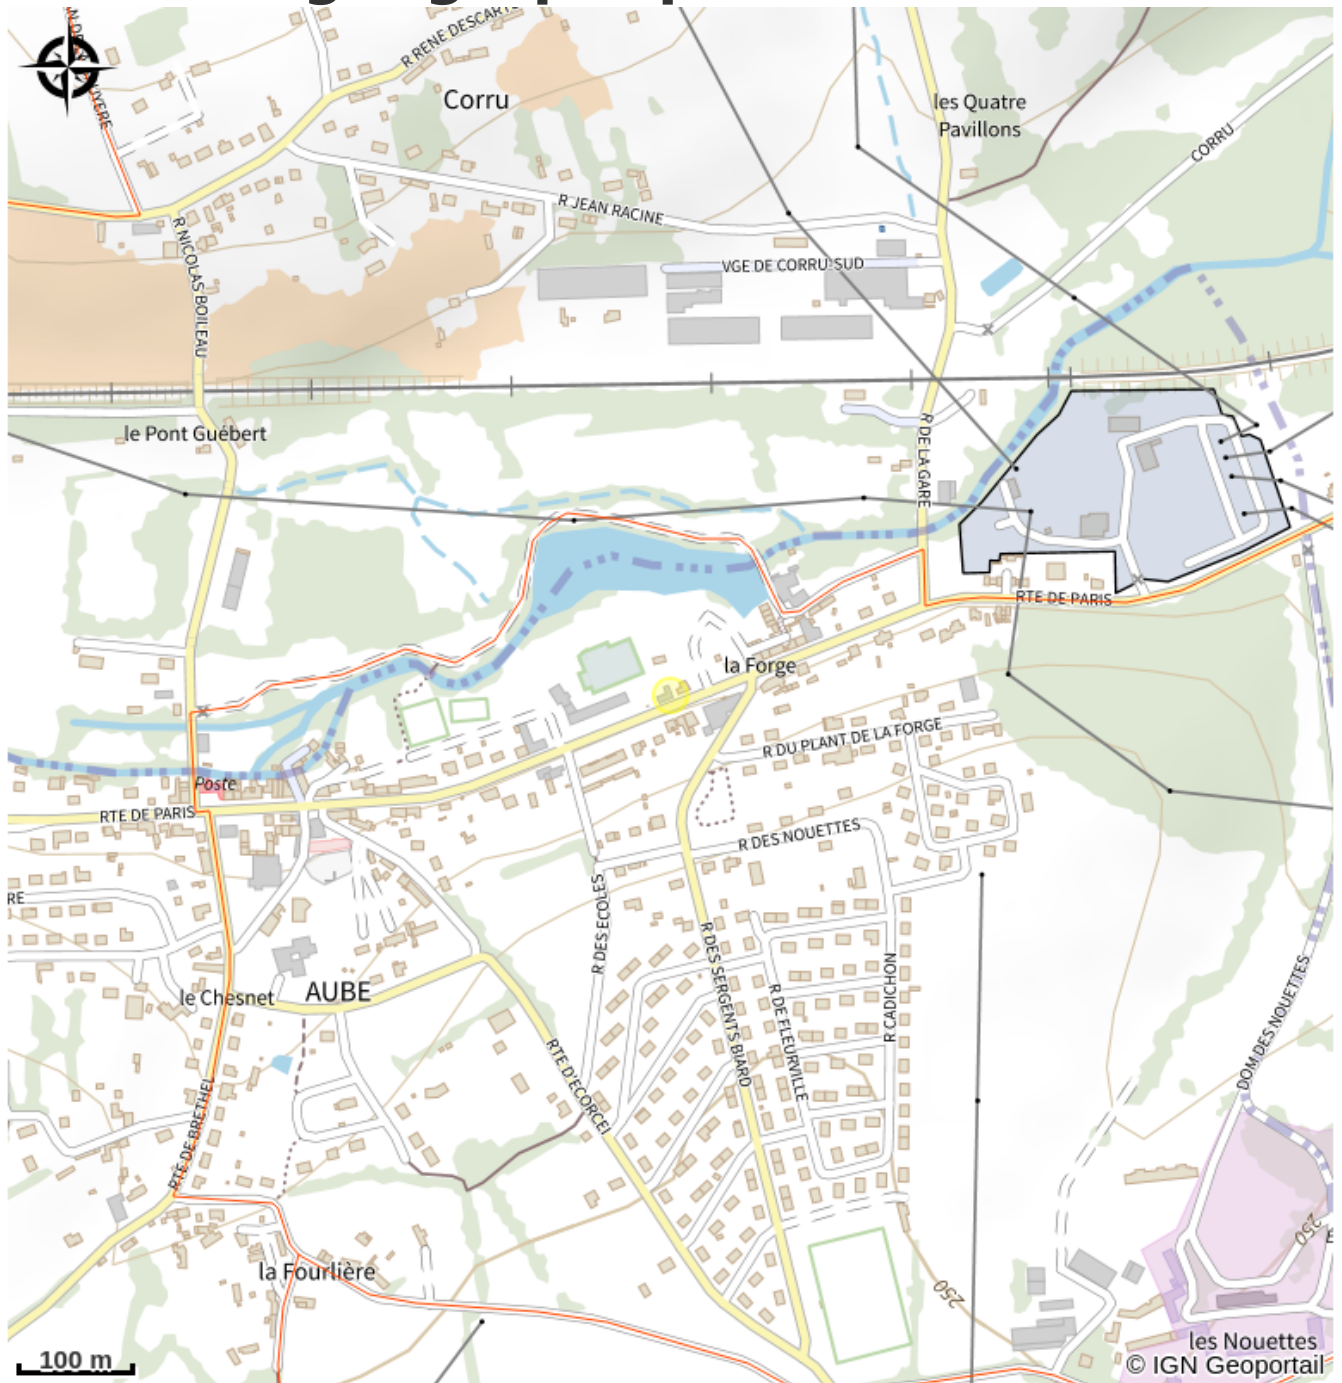 R RENE DESCARTES
Corru
les Quatre
Pavillons
CORRU
R JEAN RACINE
R NICOLAS BOILEAU
VGE DE CORRU-SUD
le Pont Guébert
R DE LA GARE
RTE DE PARIS
la Forge
R DU PLANT DE LA FORGE
Poste
RTE DE PARIS
R DES NOUETTES
RE
R DES ECOLES
R DES SERGENTS BIARD
R DE FLEURVILLE
R CADICHON
le Chesnet
AUBE
DOM DES NOUETTES
RTE D'ECORCEI
RTE DE BRETHEL
250
la Fourlière
250
les Nouettes
100 m
© IGN Geoportail